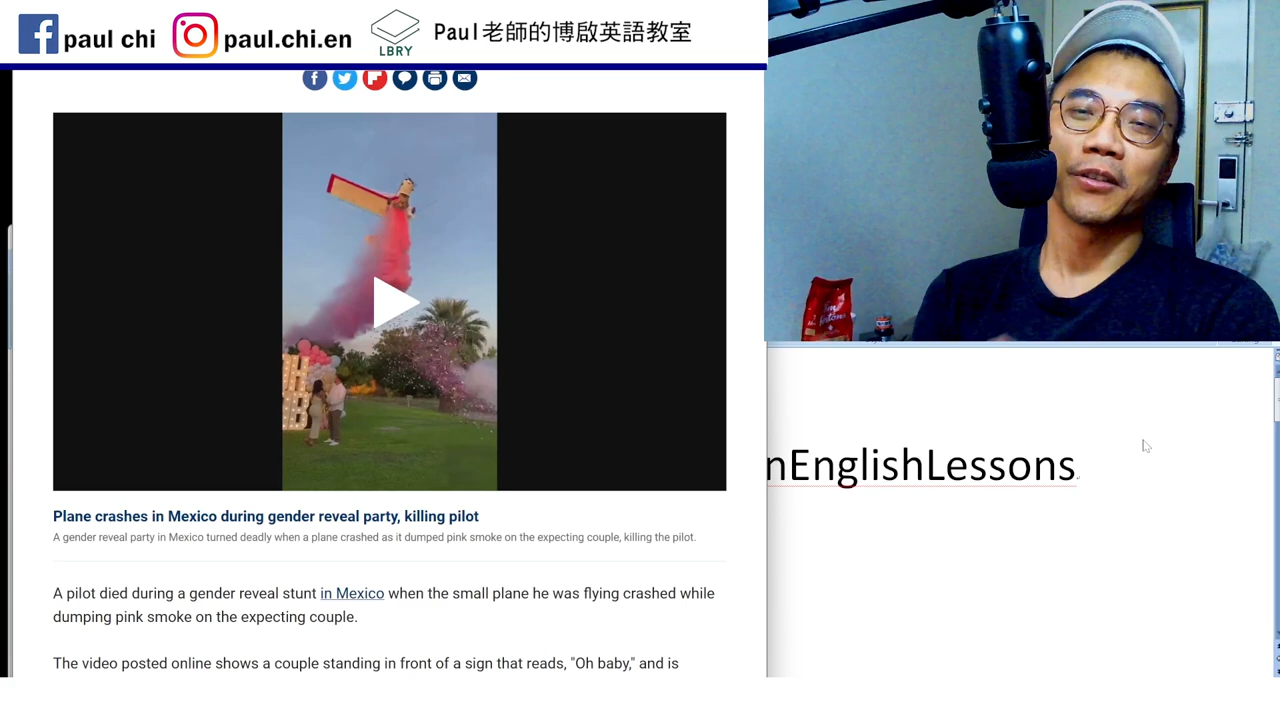 paul chi
paul.chi.en
LBRY
Paul老師的博啟英語教室
Plane crashes in Mexico during gender reveal party, killing pilot
A gender reveal party in Mexico turned deadly when a plane crashed as it dumped pink smoke on the expecting couple, killing the pilot.
A pilot died during a gender reveal stunt in Mexico when the small plane he was flying crashed while
dumping pink smoke on the expecting couple.
The video posted online shows a couple standing in front of a sign that reads, "Oh baby," and is
nEnglishLessons